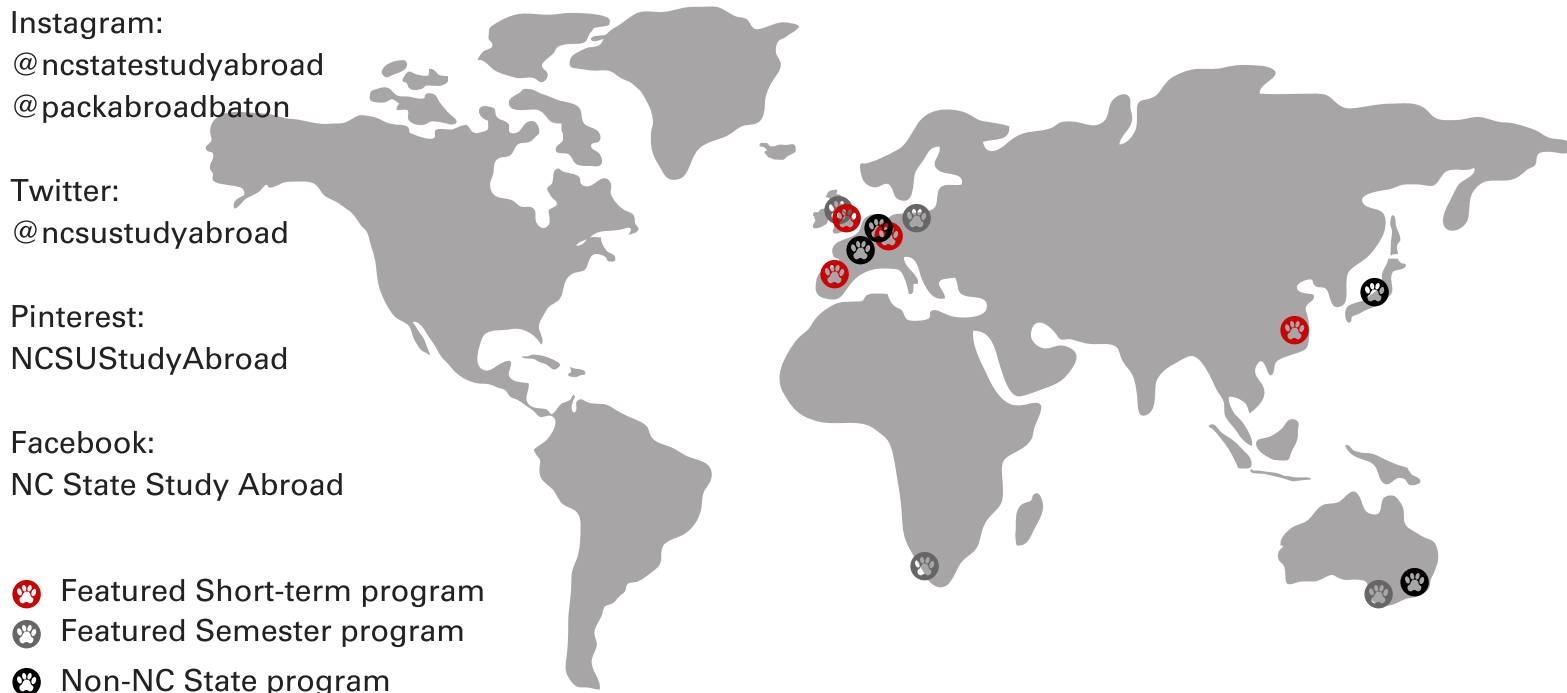 Instagram:
@ncstatestudyabroad
@packabroadbaton
Twitter:
@ncsustudyabroad
Pinterest:
NCSUStudyAbroad
Facebook:
NC State Study Abroad
Featured Short-term program
Featured Semester program
Non-NC State program